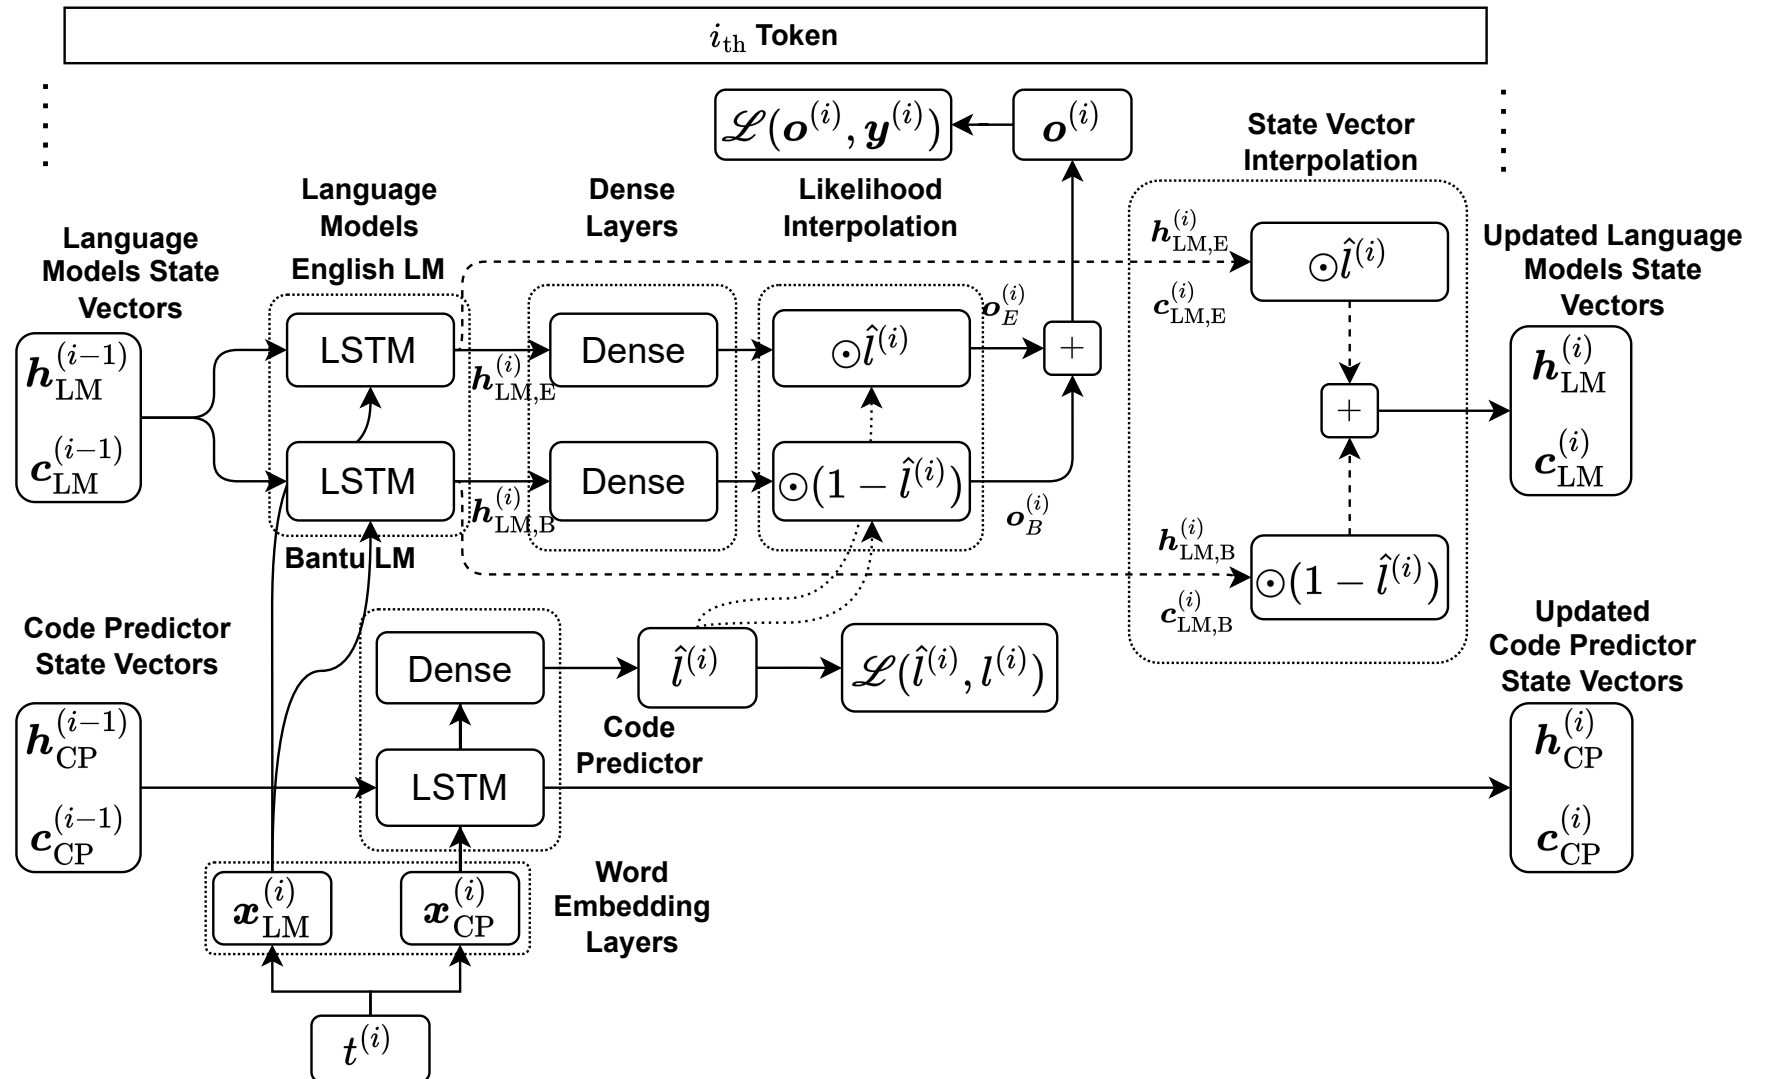 i_th Token
ℒ(o^(i), y^(i))
o^(i)
State Vector
Interpolation
Language
Models
Dense
Layers
Likelihood
Interpolation
Language
Models State
Vectors
English LM
h_LM,E^(i)
c_LM,E^(i)
⊙l̂^(i)
Updated Language
Models State
Vectors
h_LM^(i−1)
c_LM^(i−1)
LSTM
h_LM,E^(i)
Dense
⊙l̂^(i)
o_E^(i)
+
+
h_LM^(i)
c_LM^(i)
LSTM
h_LM,B^(i)
Dense
⊙(1 − l̂^(i))
o_B^(i)
Bantu LM
h_LM,B^(i)
c_LM,B^(i)
⊙(1 − l̂^(i))
Code Predictor
State Vectors
Dense
l̂^(i)
ℒ(l̂^(i), l^(i))
Updated
Code Predictor
State Vectors
Code
Predictor
h_CP^(i−1)
c_CP^(i−1)
LSTM
h_CP^(i)
c_CP^(i)
x_LM^(i)
x_CP^(i)
Word
Embedding
Layers
t^(i)